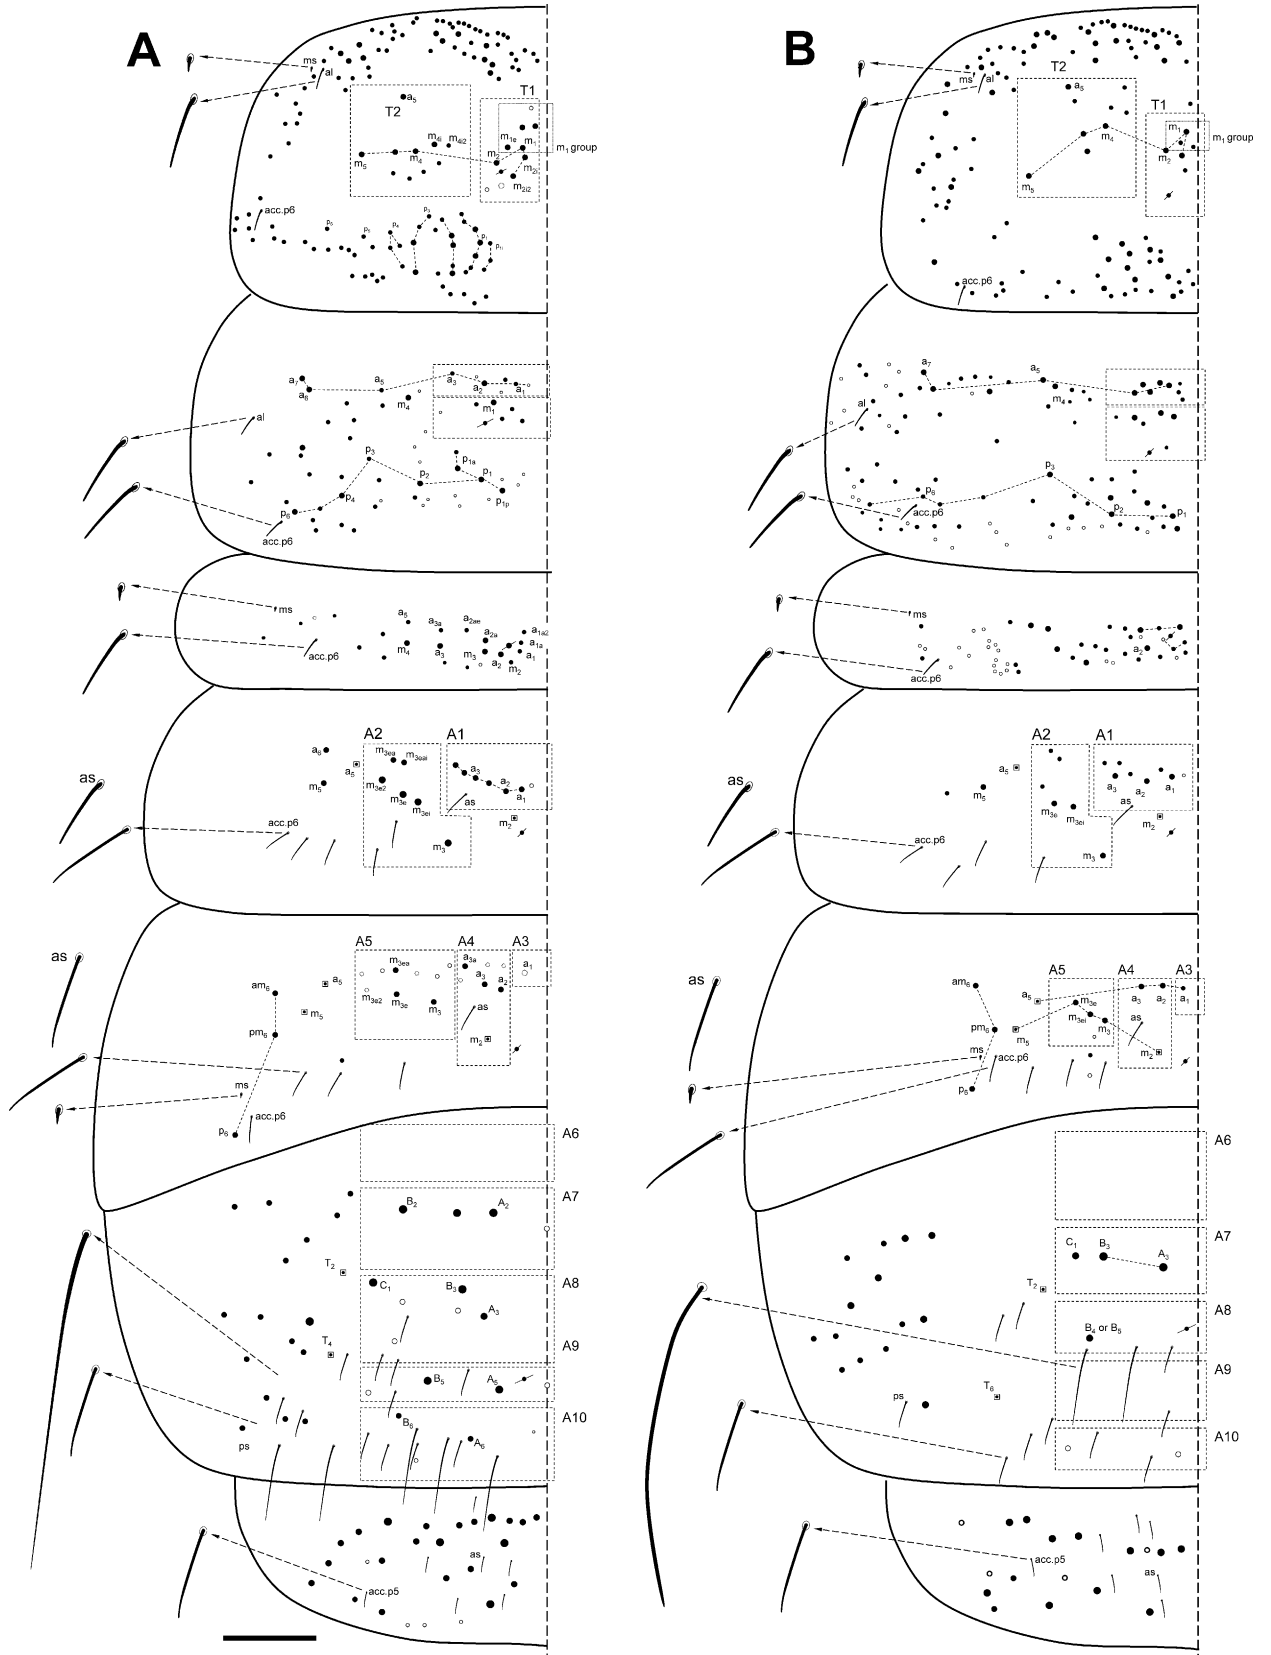 A
B
ms
al
T2
a5
T1
m4i
m4i2
m1e
m1
m1 group
m5
m4
m2
m2i
m2i2
acc.p6
p5
p4
p3
p1
ms
al
T2
a5
T1
m1
m1 group
m4
m2
m5
acc.p6
a7
a6
a5
a3
a2
a1
m4
m1
al
p3
p1a
p2
p1
p4
p1p
p6
acc.p6
a7
a5
m4
al
p3
p6
acc.p6
p2
p1
ms
a5
a3a
a2ae
a2a
a1a2
a1a
acc.p6
m4
a3
m3
a2
a1
m2
ms
a2
acc.p6
A2
A1
a6
m3ea
m3eai
a5
a3
m5
m3e2
a2
a1
as
m3e
m3ei
as
m2
acc.p6
m3
A2
A1
a5
a3
a2
a1
as
m5
m3e
m3ei
as
m2
acc.p6
m3
A5
A4
A3
as
m3ea
a3a
a1
am6
a5
a3
a2
m3e2
m3e
m3
as
m5
pm6
m2
ms
acc.p6
p6
A5
A4
A3
as
am6
a5
m3e
a3
a2
a1
m3ei
m3
as
pm6
m5
ms
m2
acc.p6
p6
A6
A7
B2
A2
T2
A8
C1
B3
A3
T4
A9
B5
A5
A10
B6
A6
ps
A6
A7
C1
B3
A3
T2
A8
B4 or B5
A9
T6
ps
A10
as
acc.p5
acc.p5
as